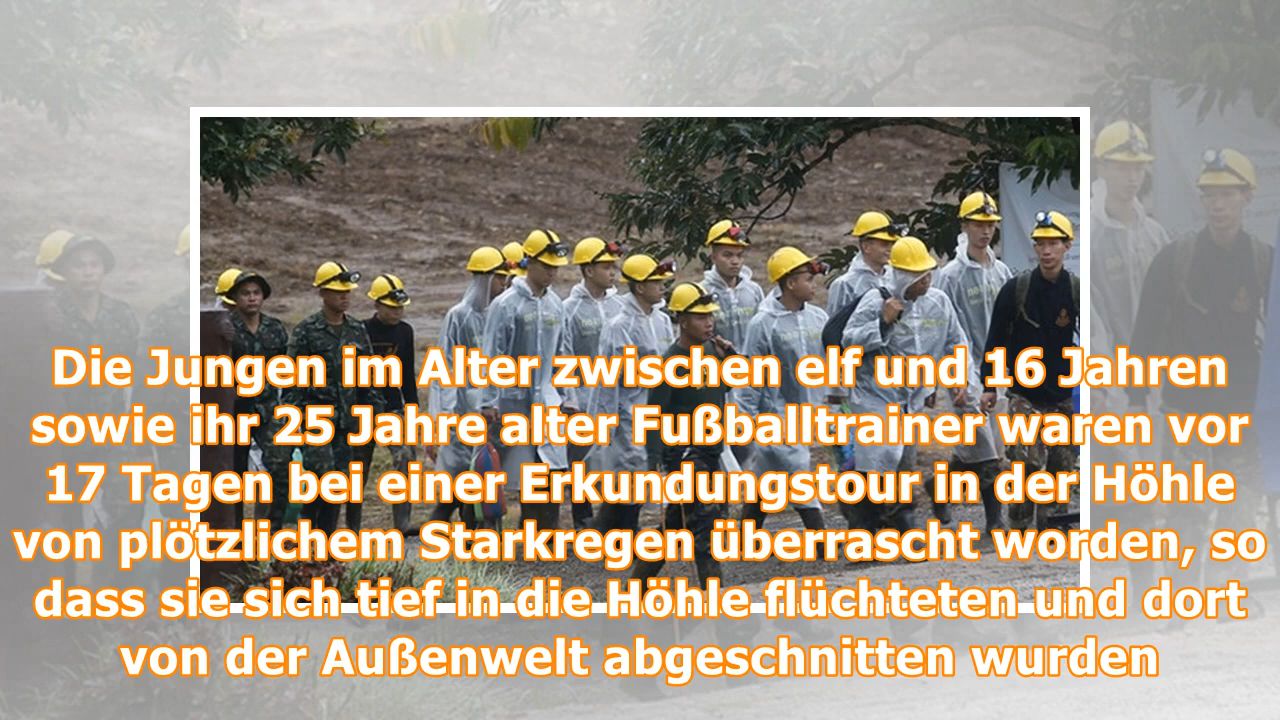 Die Jungen im Alter zwischen elf und 16 Jahren
sowie ihr 25 Jahre alter Fußballtrainer waren vor
17 Tagen bei einer Erkundungstour in der Höhle
von plötzlichem Starkregen überrascht worden, so
dass sie sich tief in die Höhle flüchteten und dort
von der Außenwelt abgeschnitten wurden